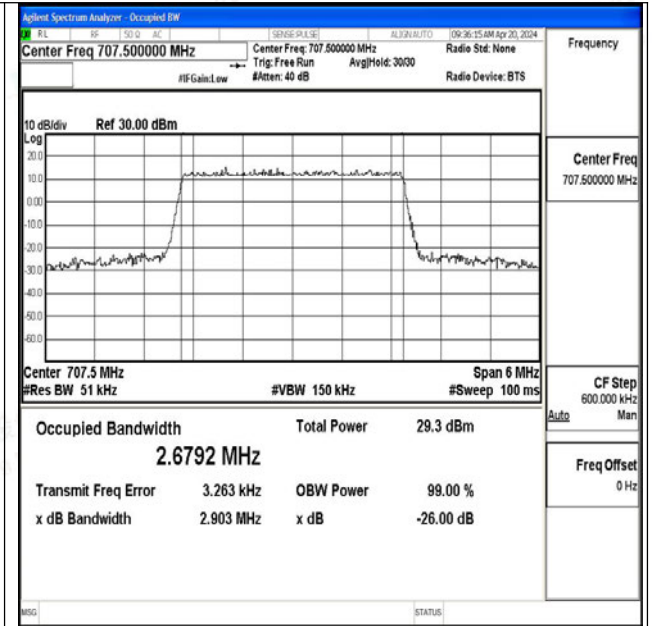 Agilent Spectrum Analyzer - Occupied BW
RL RF 50 Ω AC SENSE:PULSE ALIGN AUTO 09:36:15 AM Apr 20, 2024
Center Freq 707.500000 MHz Center Freq: 707.500000 MHz Radio Std: None Frequency
Trig: Free Run Avg|Hold: 30/30
#IFGain:Low #Atten: 40 dB Radio Device: BTS
10 dB/div Ref 30.00 dBm
Log
20.0
10.0
0.00
-10.0
-20.0
-30.0
-40.0
-50.0
-60.0
Center Freq
707.500000 MHz
Center 707.5 MHz Span 6 MHz
#Res BW 51 kHz #VBW 150 kHz #Sweep 100 ms
CF Step
600.000 kHz
Auto Man
Occupied Bandwidth Total Power 29.3 dBm
2.6792 MHz
Transmit Freq Error 3.263 kHz OBW Power 99.00 %
x dB Bandwidth 2.903 MHz x dB -26.00 dB
Freq Offset
0 Hz
MSG STATUS